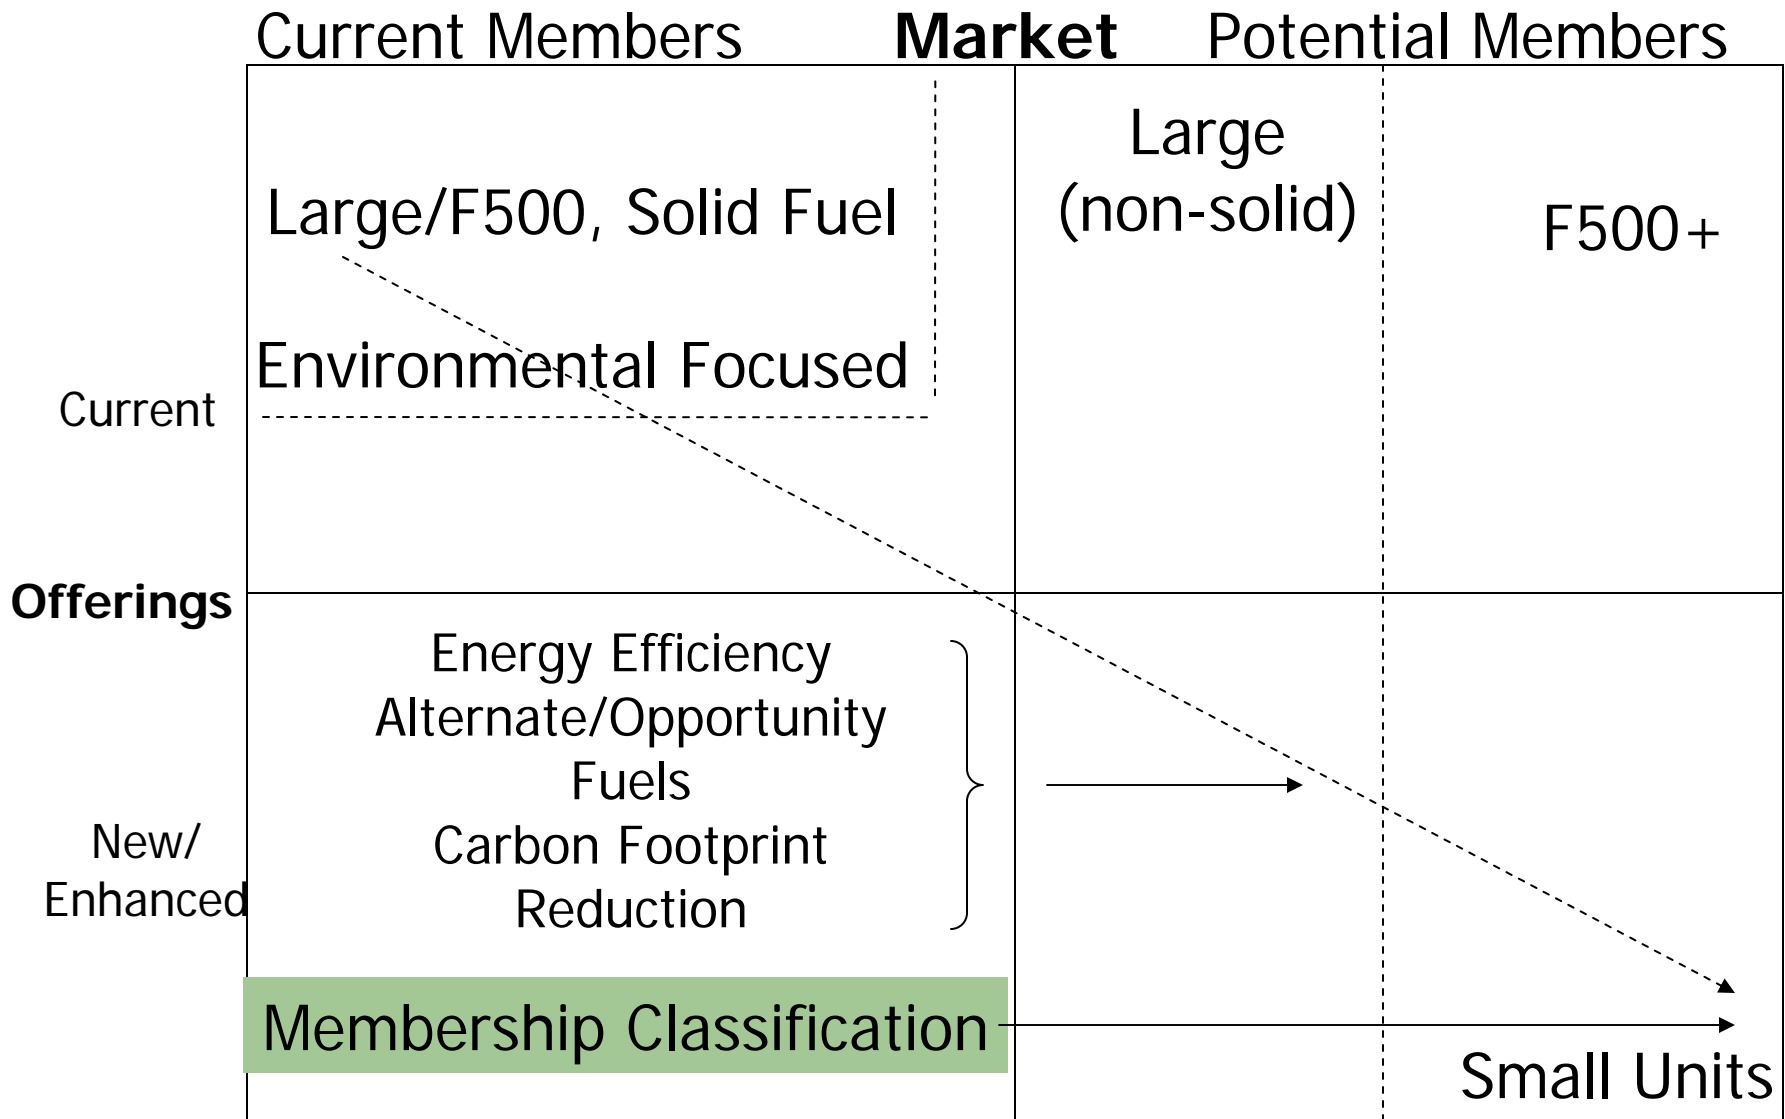 Current Members Market Potential Members
Large
(non-solid)
Large/F500, Solid Fuel
F500+
Environmental Focused
Current
Offerings
Energy Efficiency
Alternate/Opportunity
Fuels
Carbon Footprint
Reduction
New/
Enhanced
Membership Classification
Small Units